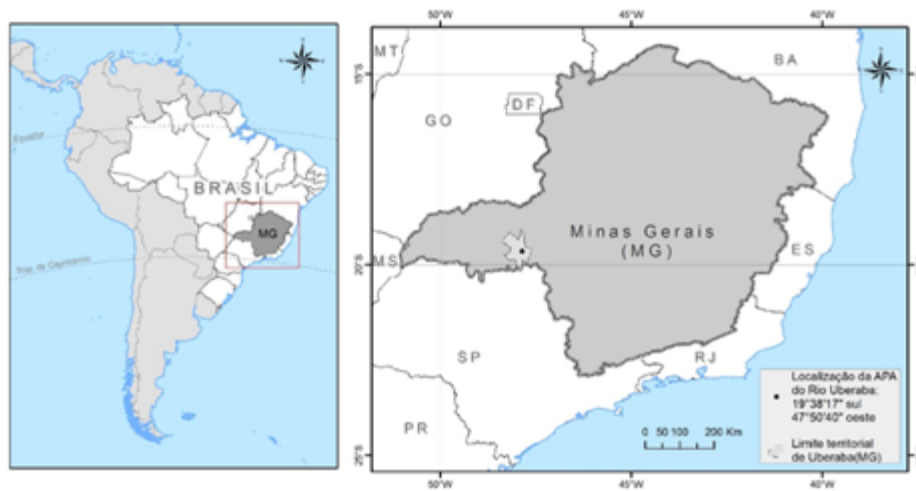 Equador
BRASIL
MG
Trop. de Capricórnio
50°W
45°W
40°W
MT
BA
15°S
DF
GO
Minas Gerais
(MG)
ES
MS
20°S
SP
RJ
Localização da APA
do Rio Uberaba:
19°38'17" sul
47°50'40" oeste
0 50 100 200 Km
Limite territorial
de Uberaba(MG)
PR
25°S
50°W
45°W
40°W